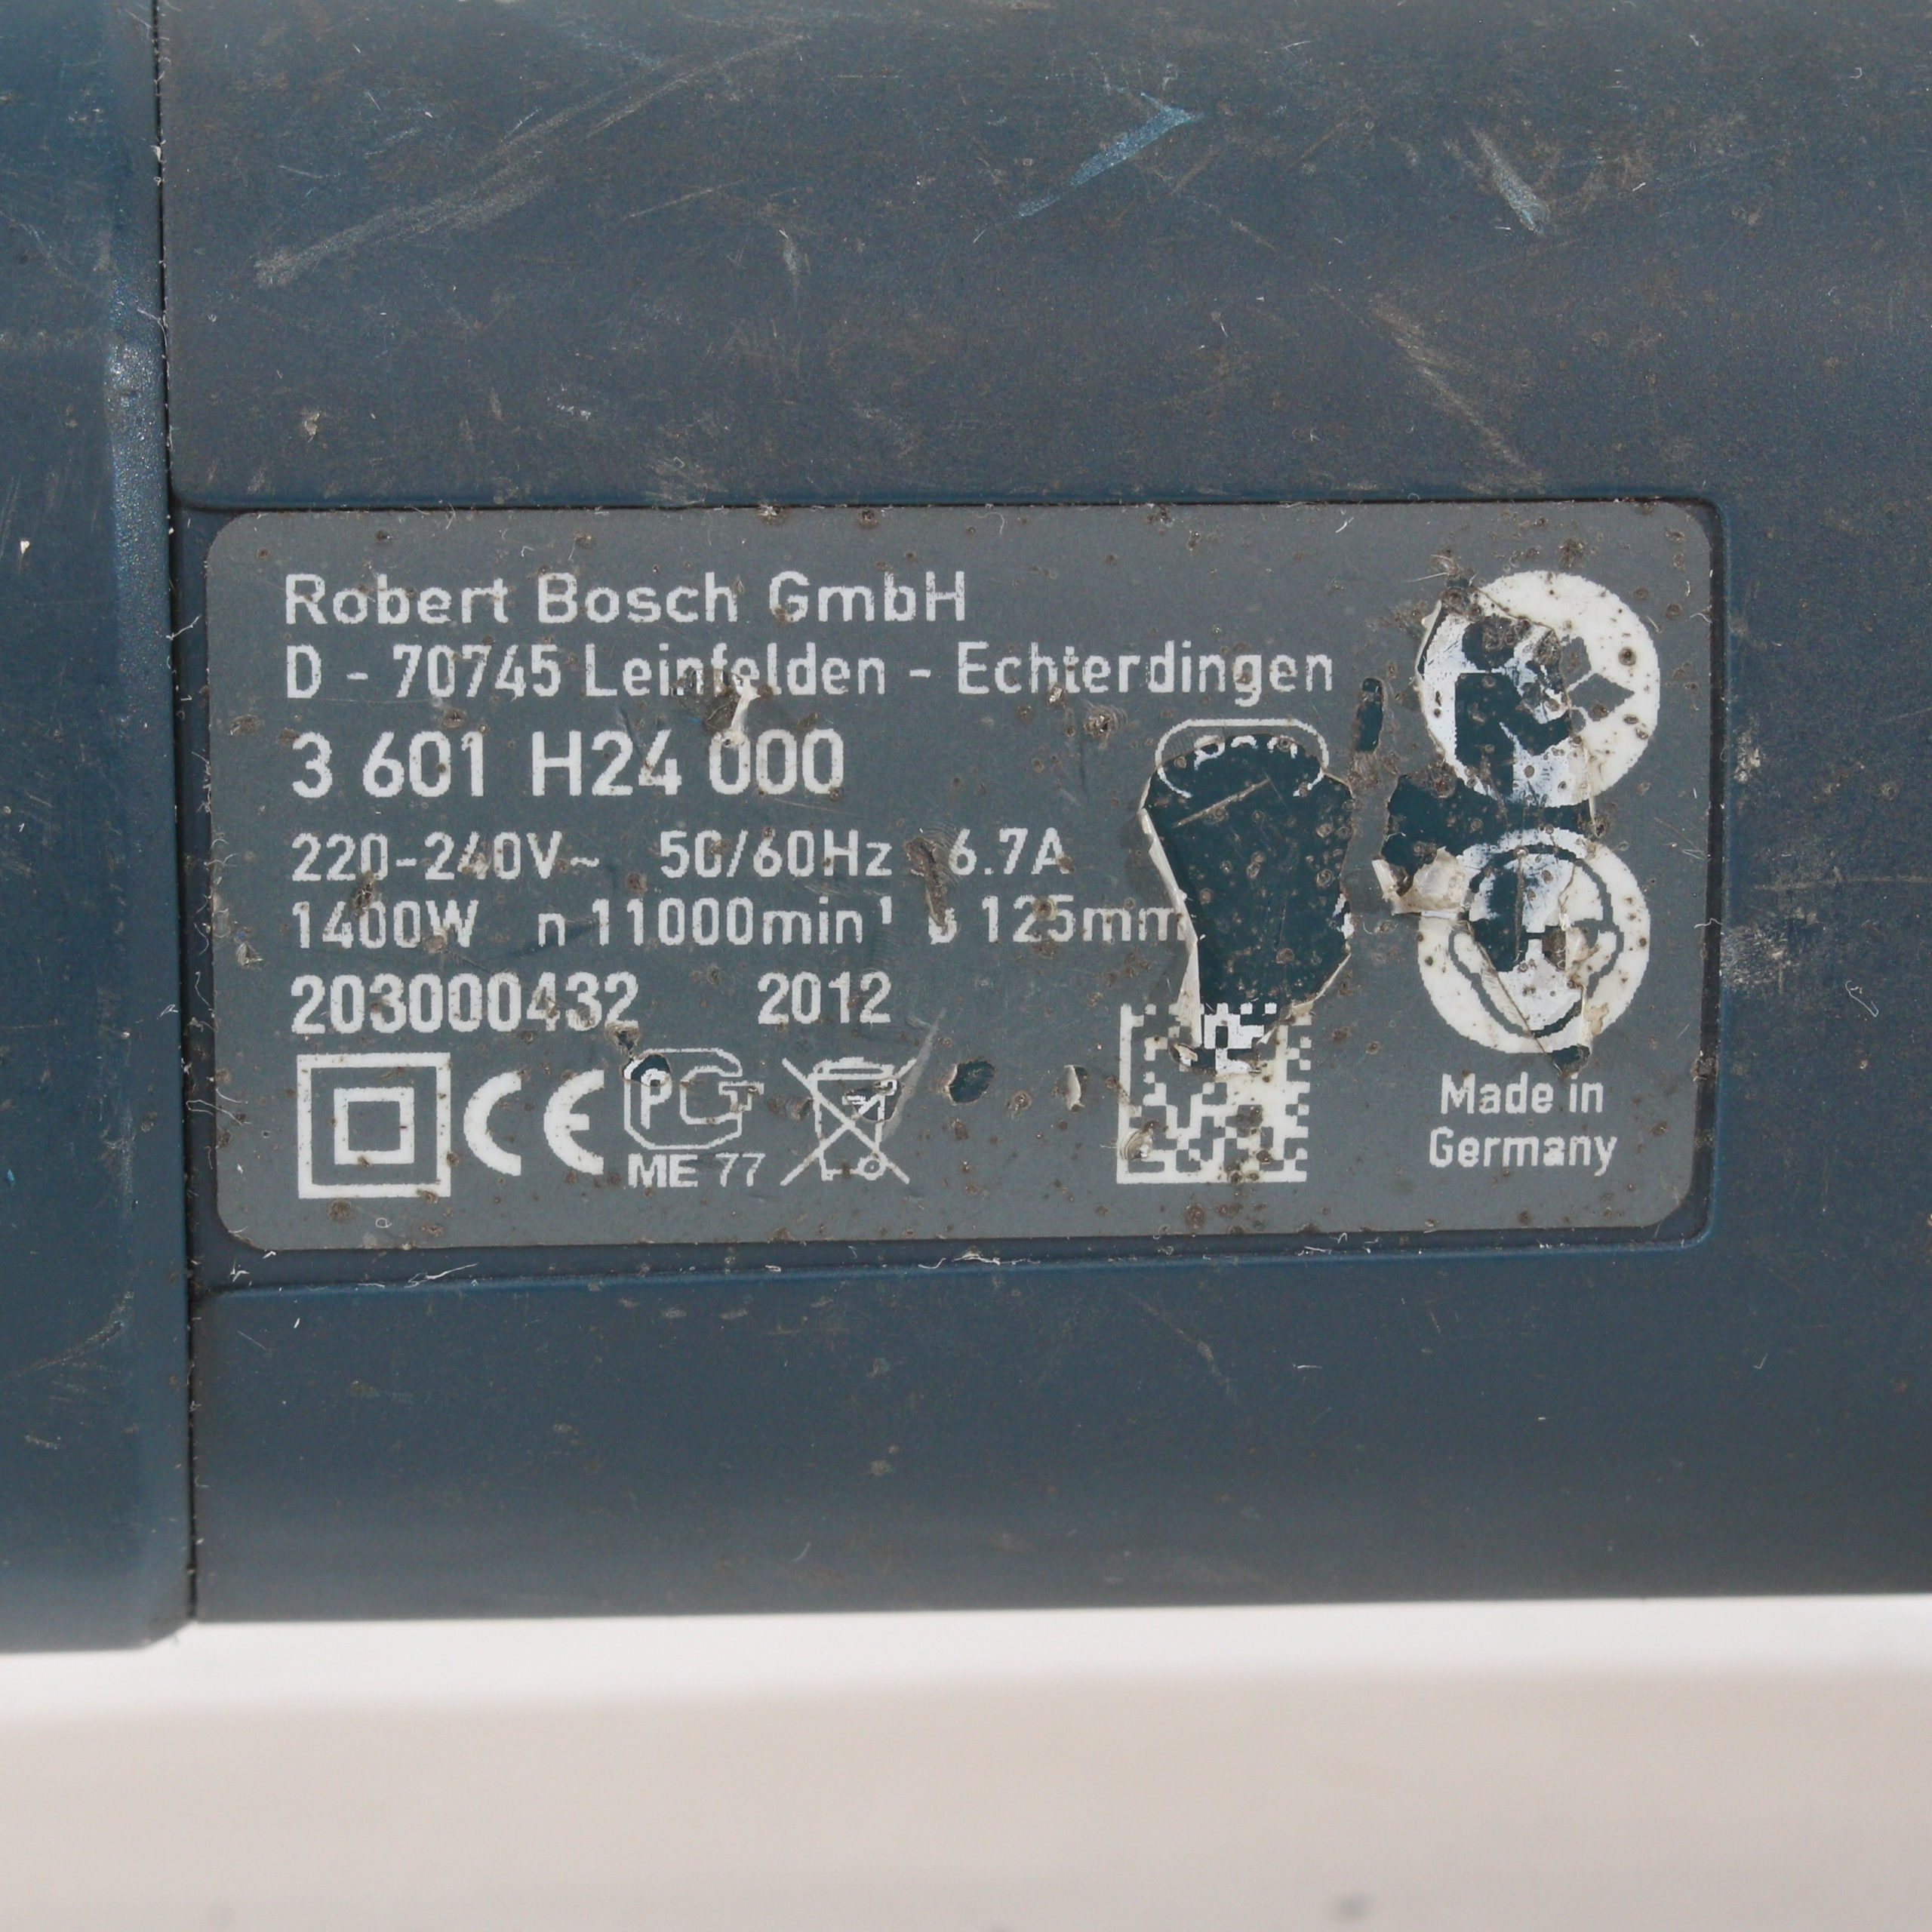 Robert Bosch GmbH
D - 70745 Leinfelden - Echterdingen
3 601 H24 000
220-240V~ 50/60Hz 6.7A
1400W n 11000min⁻¹ ø 125mm
203000432 2012
CE
ME 77
Made in
Germany